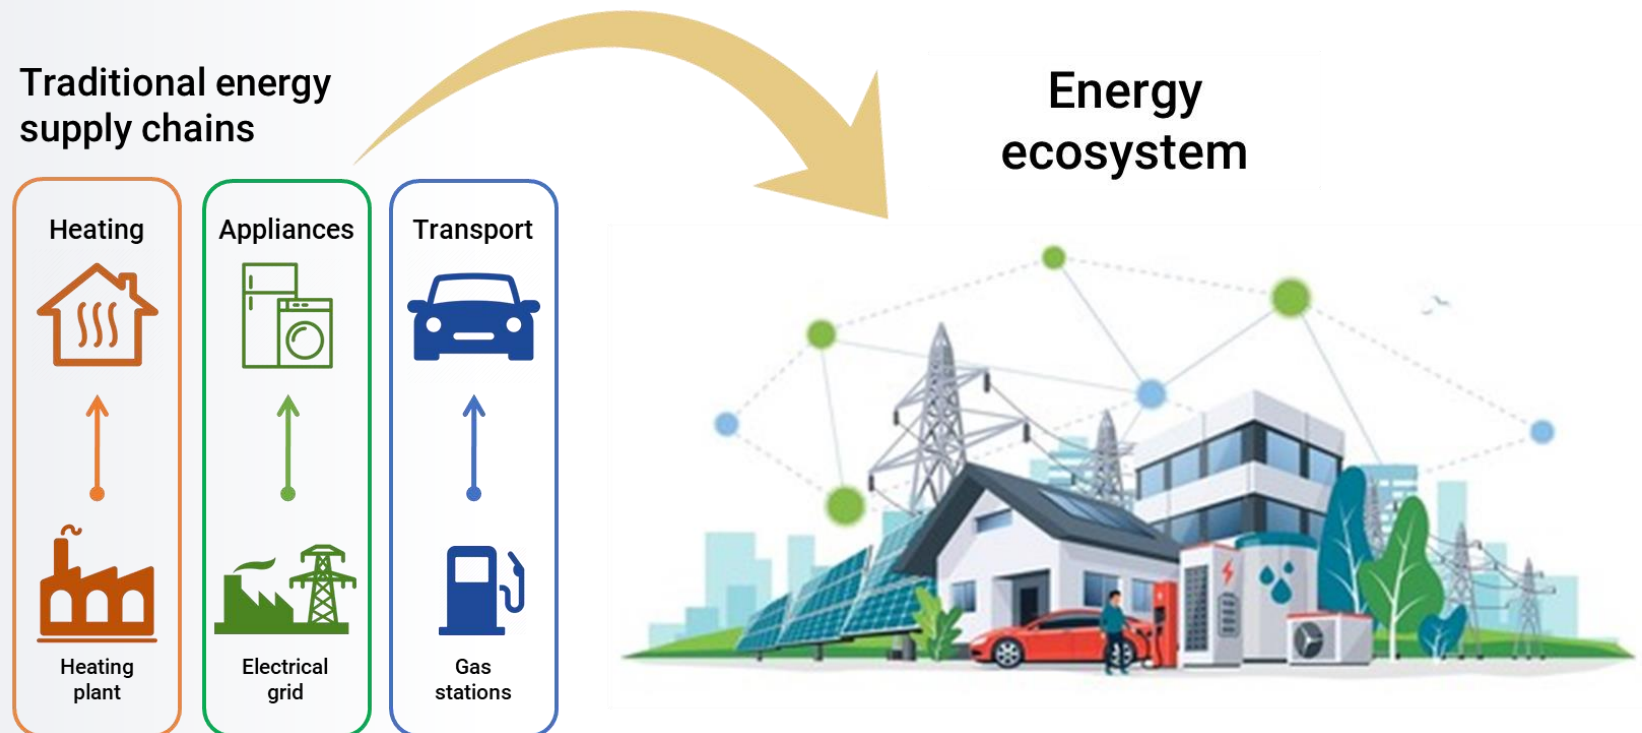 Traditional energy
supply chains
Energy
ecosystem
Heating
Appliances
Transport
Heating
plant
Electrical
grid
Gas
stations